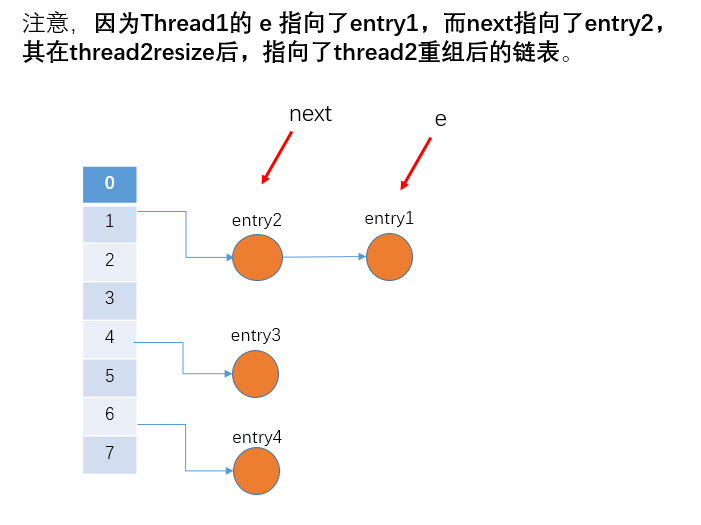 注意，因为Thread1的 e 指向了entry1，而next指向了entry2，
其在thread2resize后，指向了thread2重组后的链表。
next
e
0
1
entry2
entry1
2
3
4
entry3
5
6
entry4
7